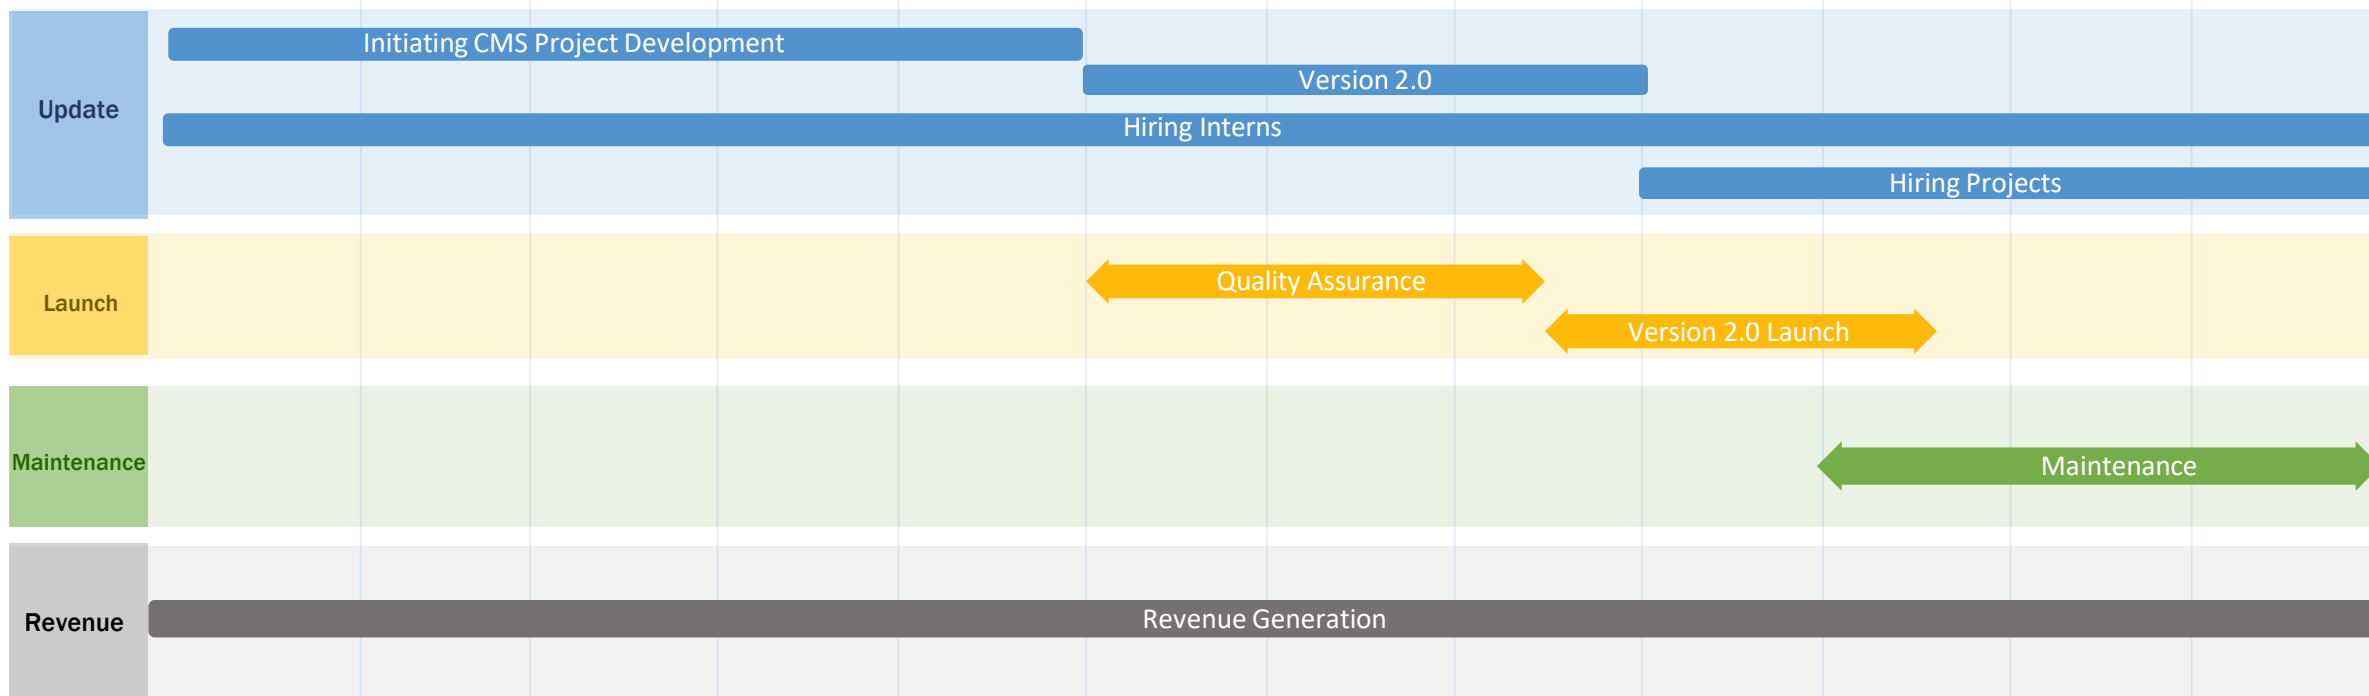 Initiating CMS Project Development
Version 2.0
Update
Hiring Interns
Hiring Projects
Launch
Quality Assurance
Version 2.0 Launch
Maintenance
Maintenance
Revenue
Revenue Generation